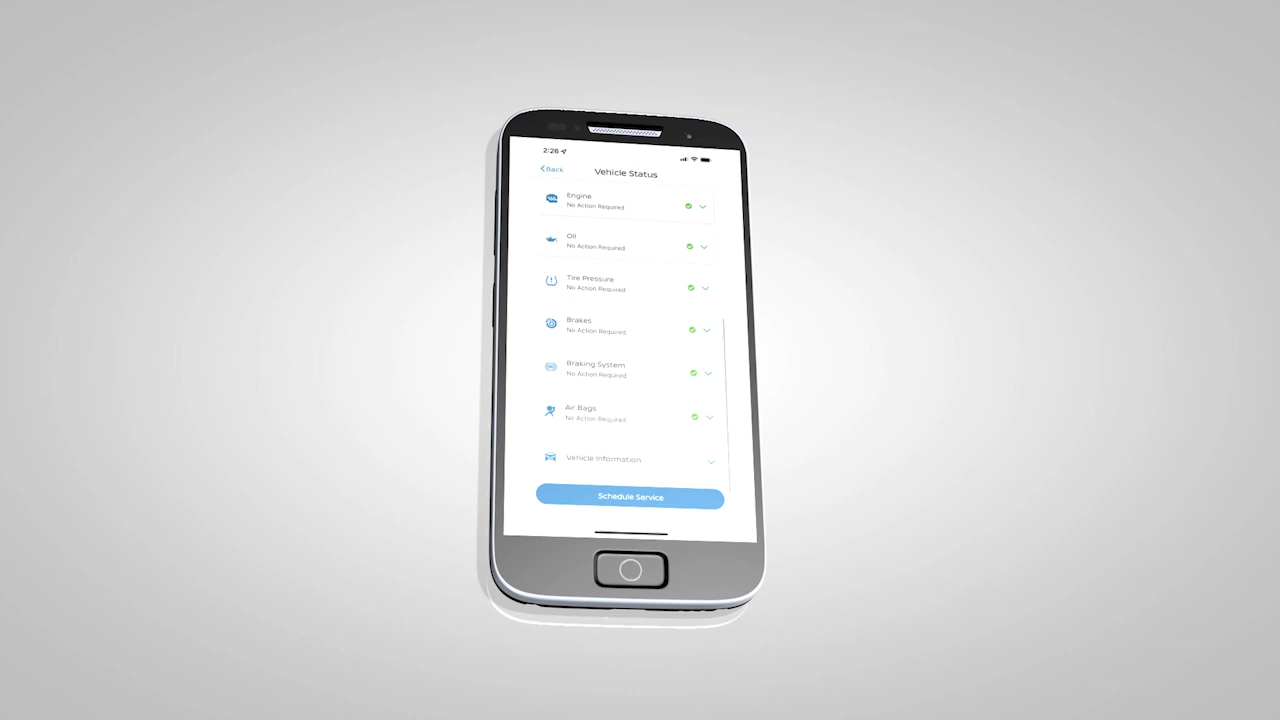 2:26
Back
Vehicle Status
Engine
No Action Required
Oil
No Action Required
Tire Pressure
No Action Required
Brakes
No Action Required
Braking System
No Action Required
Air Bags
No Action Required
Vehicle Information
Schedule Service